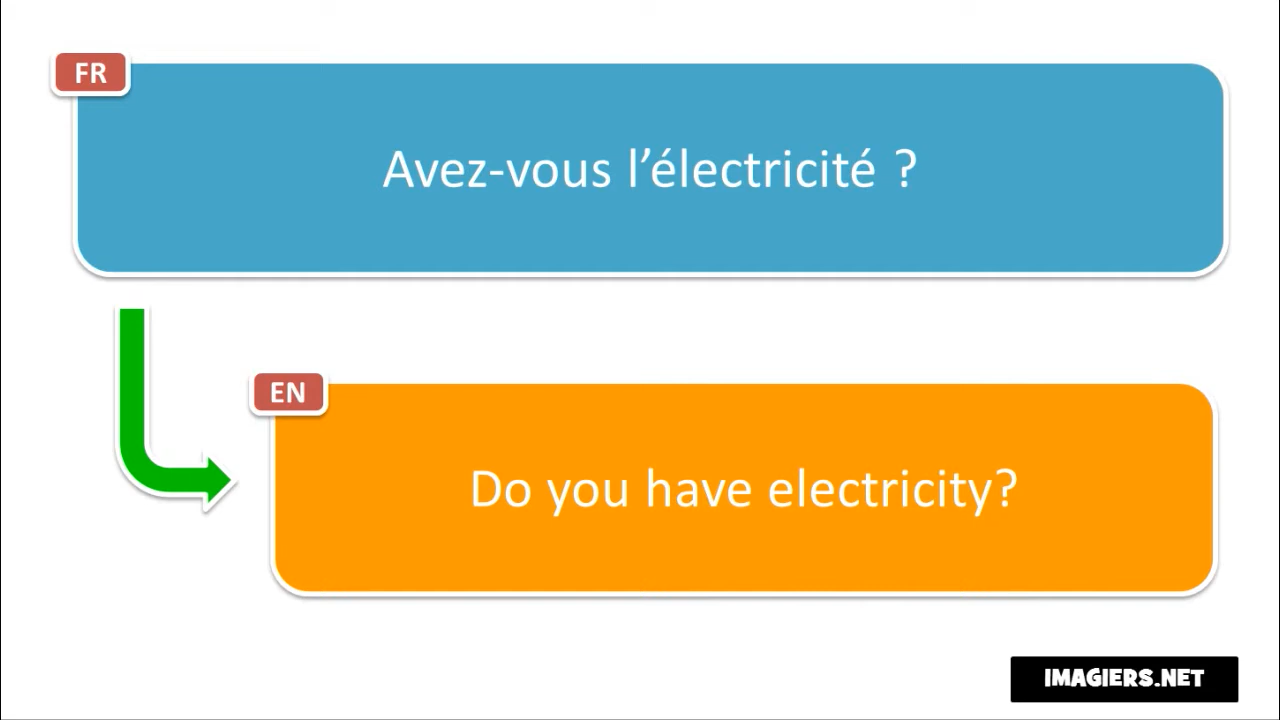 FR
Avez-vous l’électricité ?
EN
Do you have electricity?
IMAGIERS.NET